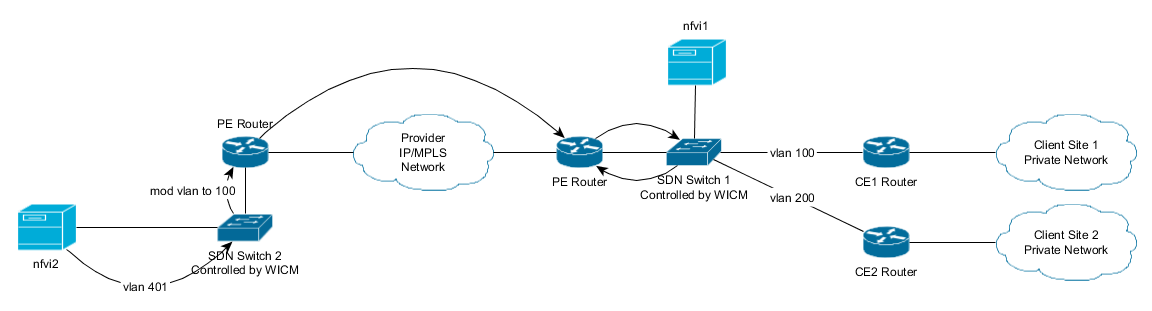 nfvi1
PE Router
Provider
IP/MPLS
Network
vlan 100
Client Site 1
Private Network
PE Router
SDN Switch 1
Controlled by WICM
CE1 Router
mod vlan to 100
vlan 200
nfvi2
SDN Switch 2
Controlled by WICM
vlan 401
Client Site 2
Private Network
CE2 Router